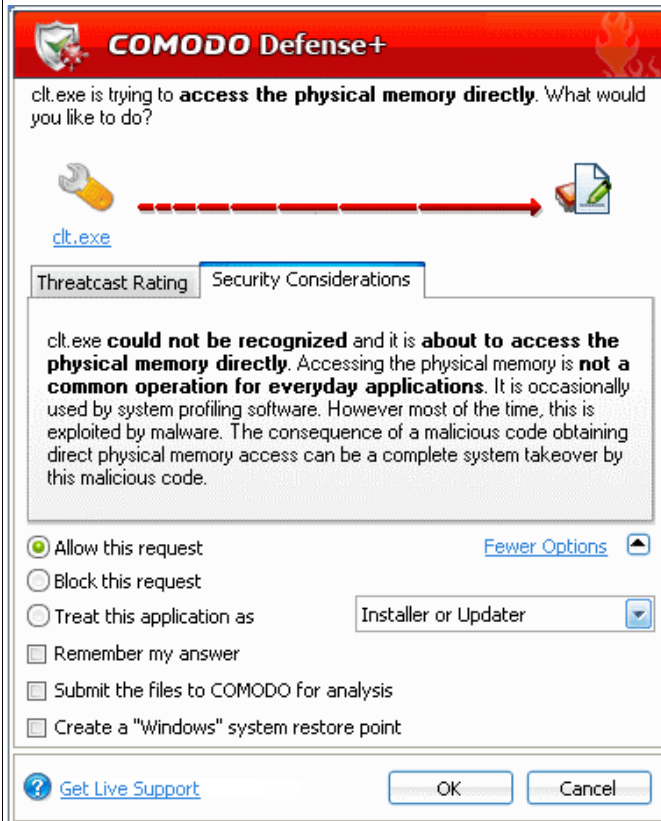 COMODO Defense+
clt.exe is trying to access the physical memory directly. What would
you like to do?
clt.exe
Threatcast Rating
Security Considerations
clt.exe could not be recognized and it is about to access the
physical memory directly. Accessing the physical memory is not a
common operation for everyday applications. It is occasionally
used by system profiling software. However most of the time, this is
exploited by malware. The consequence of a malicious code obtaining
direct physical memory access can be a complete system takeover by
this malicious code.
Allow this request
Fewer Options
Block this request
Treat this application as
Installer or Updater
Remember my answer
Submit the files to COMODO for analysis
Create a "Windows" system restore point
Get Live Support
OK
Cancel